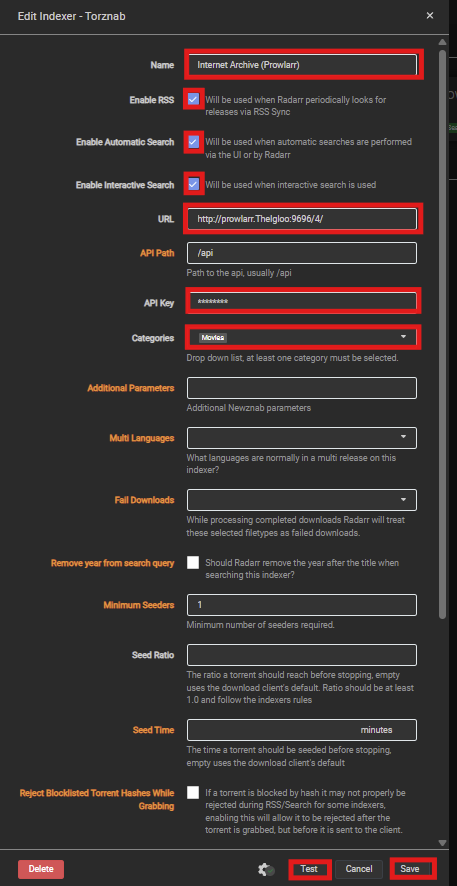 Edit Indexer - Torznab
×
Name
Internet Archive (Prowlarr)
Enable RSS
Will be used when Radarr periodically looks for
releases via RSS Sync
Enable Automatic Search
Will be used when automatic searches are performed
via the UI or by Radarr
Enable Interactive Search
Will be used when interactive search is used
URL
http://prowlarr.TheIgloo:9696/4/
API Path
/api
Path to the api, usually /api
API Key
********
Categories
Movies
Drop down list, at least one category must be selected.
Additional Parameters
Additional Newznab parameters
Multi Languages
What languages are normally in a multi release on this
indexer?
Fail Downloads
While processing completed downloads Radarr will treat
these selected filetypes as failed downloads.
Remove year from search query
Should Radarr remove the year after the title when
searching this indexer?
Minimum Seeders
1
Minimum number of seeders required.
Seed Ratio
The ratio a torrent should reach before stopping, empty
uses the download client's default. Ratio should be at least
1.0 and follow the indexers rules
Seed Time
minutes
The time a torrent should be seeded before stopping,
empty uses the download client's default
Reject Blocklisted Torrent Hashes While
Grabbing
If a torrent is blocked by hash it may not properly be
rejected during RSS/Search for some indexers,
enabling this will allow it to be rejected after the
torrent is grabbed, but before it is sent to the client.
Delete
Test
Cancel
Save